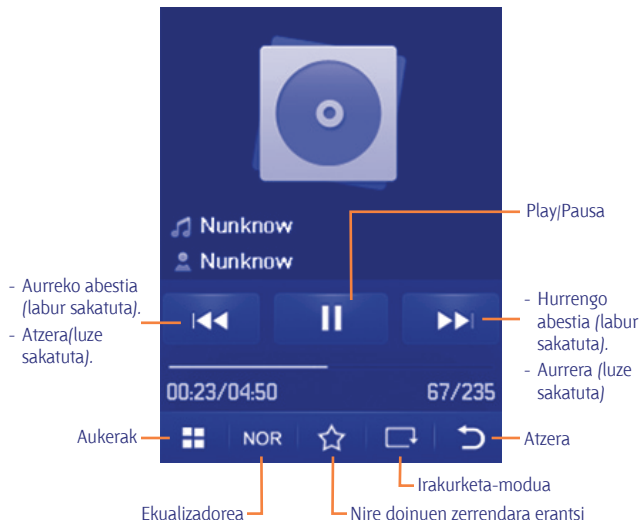 Nunknow
Play/Pausa
Nunknow
- Aurreko abestia
(labur sakatuta).
- Atzera(luze
sakatuta).
- Hurrengo
abestia (labur
sakatuta).
- Aurrera (luze
sakatuta)
00:23/04:50
67/235
Aukerak
NOR
Atzera
Irakurketa-modua
Ekualizadorea
Nire doinuen zerrendara erantsi